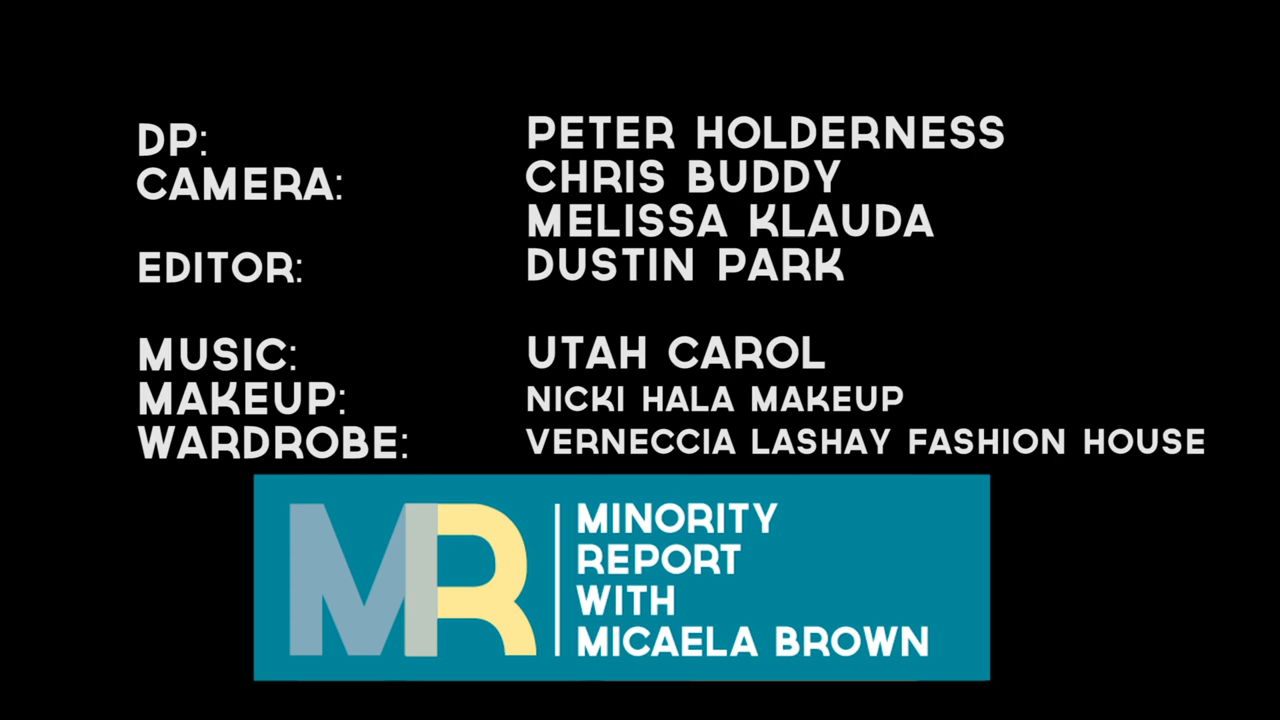 DP: PETER HOLDERNESS
CAMERA: CHRIS BUDDY
MELISSA KLAUDA
EDITOR: DUSTIN PARK
MUSIC: UTAH CAROL
MAKEUP: NICKI HALA MAKEUP
WARDROBE: VERNECCIA LASHAY FASHION HOUSE
MR
MINORITY
REPORT
WITH
MICAELA BROWN